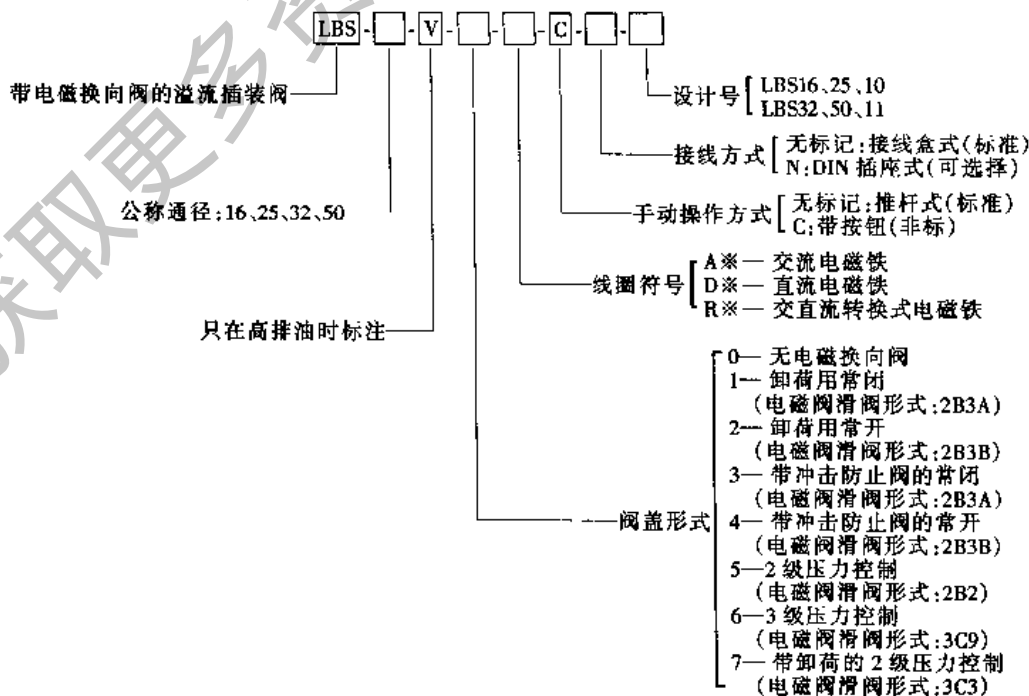 LBS - □ - V - □ - □ - C - □ - □
带电磁换向阀的溢流插装阀
设计号
LBS16、25、10
LBS32、50、11
接线方式
无标记:接线盒式(标准)
N:DIN 插座式(可选择)
公称通径:16、25、32、50
手动操作方式
无标记:推杆式(标准)
C:带按钮(非标)
线圈符号
A※— 交流电磁铁
D※— 直流电磁铁
R※— 交直流转换式电磁铁
只在高排油时标注
阀盖形式
0— 无电磁换向阀
1— 卸荷用常闭
(电磁阀滑阀形式:2B3A)
2— 卸荷用常开
(电磁阀滑阀形式:2B3B)
3— 带冲击防止阀的常闭
(电磁阀滑阀形式:2B3A)
4— 带冲击防止阀的常开
(电磁阀滑阀形式:2B3B)
5—2 级压力控制
(电磁阀滑阀形式:2B2)
6—3 级压力控制
(电磁阀滑阀形式:3C9)
7— 带卸荷的 2 级压力控制
(电磁阀滑阀形式:3C3)
获取更多资